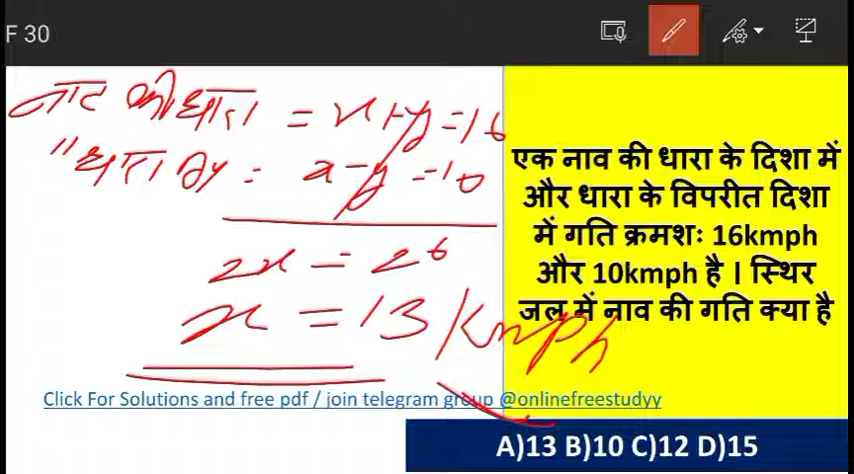 F 30
नाव की धारा = x+y=16
" धारा वि = x-y=10
2x = 26
x = 13 kmph
एक नाव की धारा के दिशा में
और धारा के विपरीत दिशा
में गति क्रमशः 16kmph
और 10kmph है । स्थिर
जल में नाव की गति क्या है
Click For Solutions and free pdf / join telegram group @onlinefreestudyy
A)13 B)10 C)12 D)15